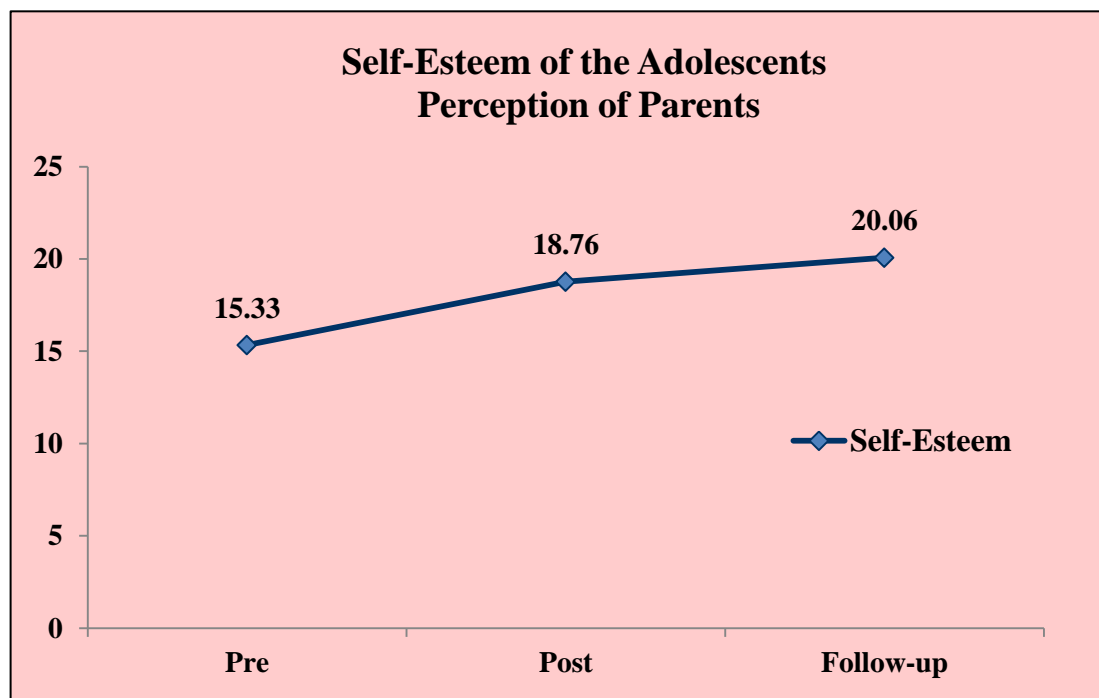 Self-Esteem of the Adolescents
Perception of Parents
25
20
15
10
5
0
15.33
18.76
20.06
Self-Esteem
Pre
Post
Follow-up